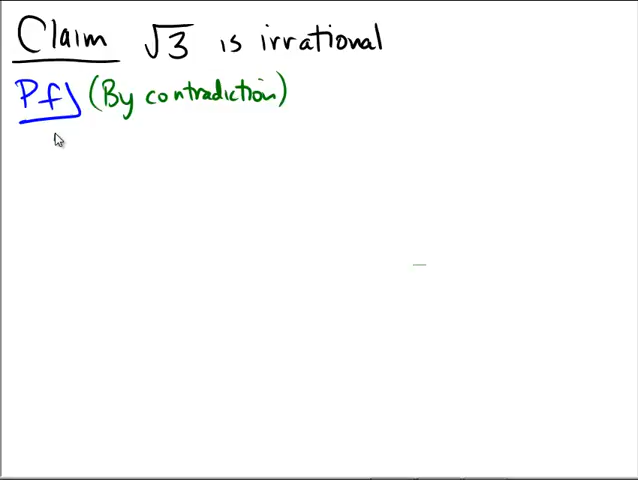 Claim √3 is irrational
Pf) (By contradiction)